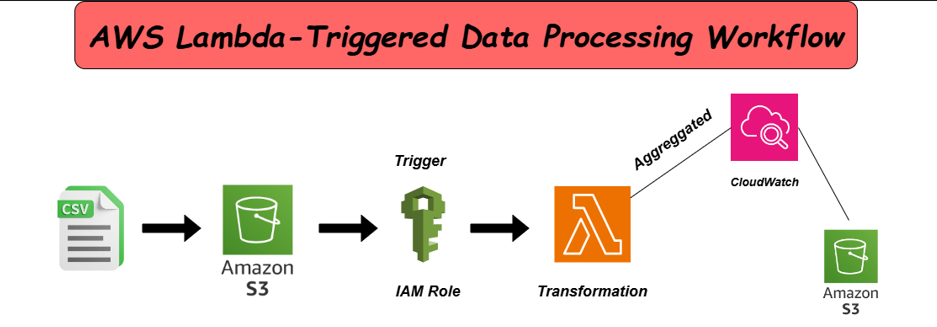 AWS Lambda-Triggered Data Processing Workflow
Aggreggated
Trigger
CloudWatch
CSV
Amazon
S3
IAM Role
Transformation
Amazon
S3